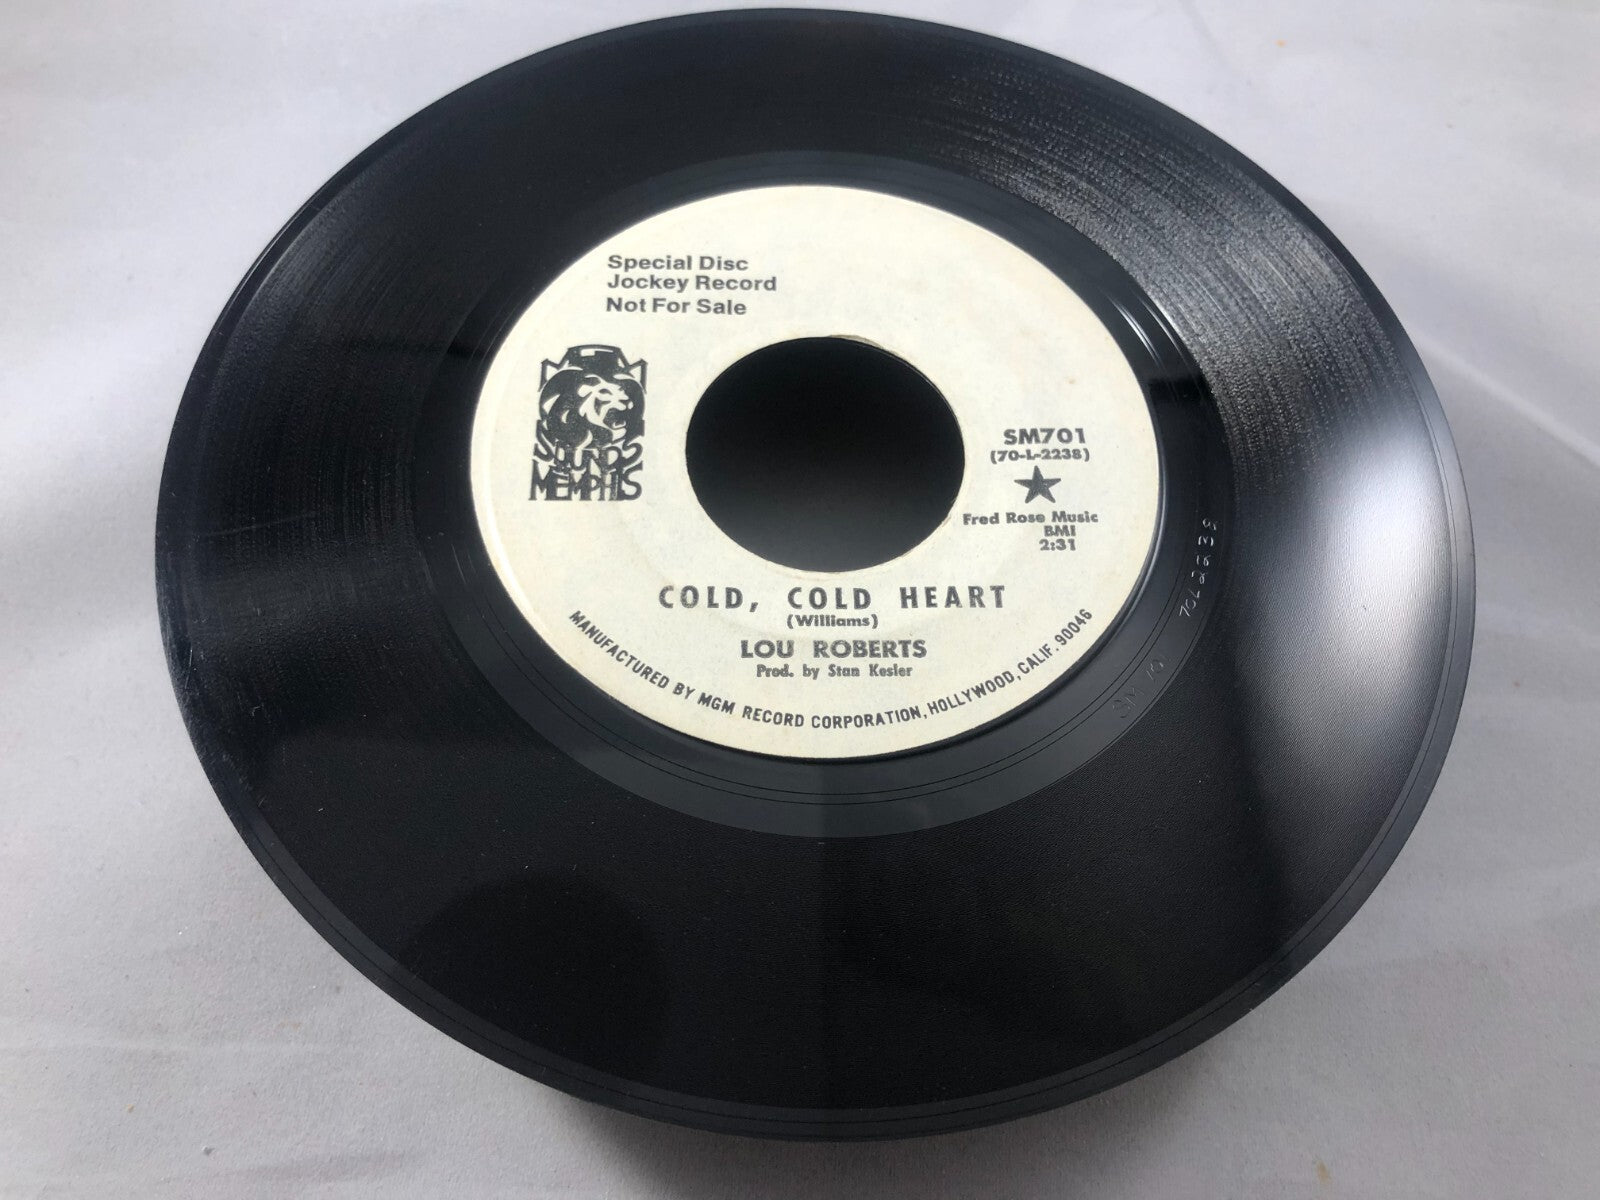 Special Disc
Jockey Record
Not For Sale
SOUNDS
MEMPHIS
SM701
(70-L-2238)
Fred Rose Music
BMI
2:31
COLD, COLD HEART
(Williams)
LOU ROBERTS
Prod. by Stan Kesler
MANUFACTURED BY MGM RECORD CORPORATION, HOLLYWOOD, CALIF. 90046
70L2238